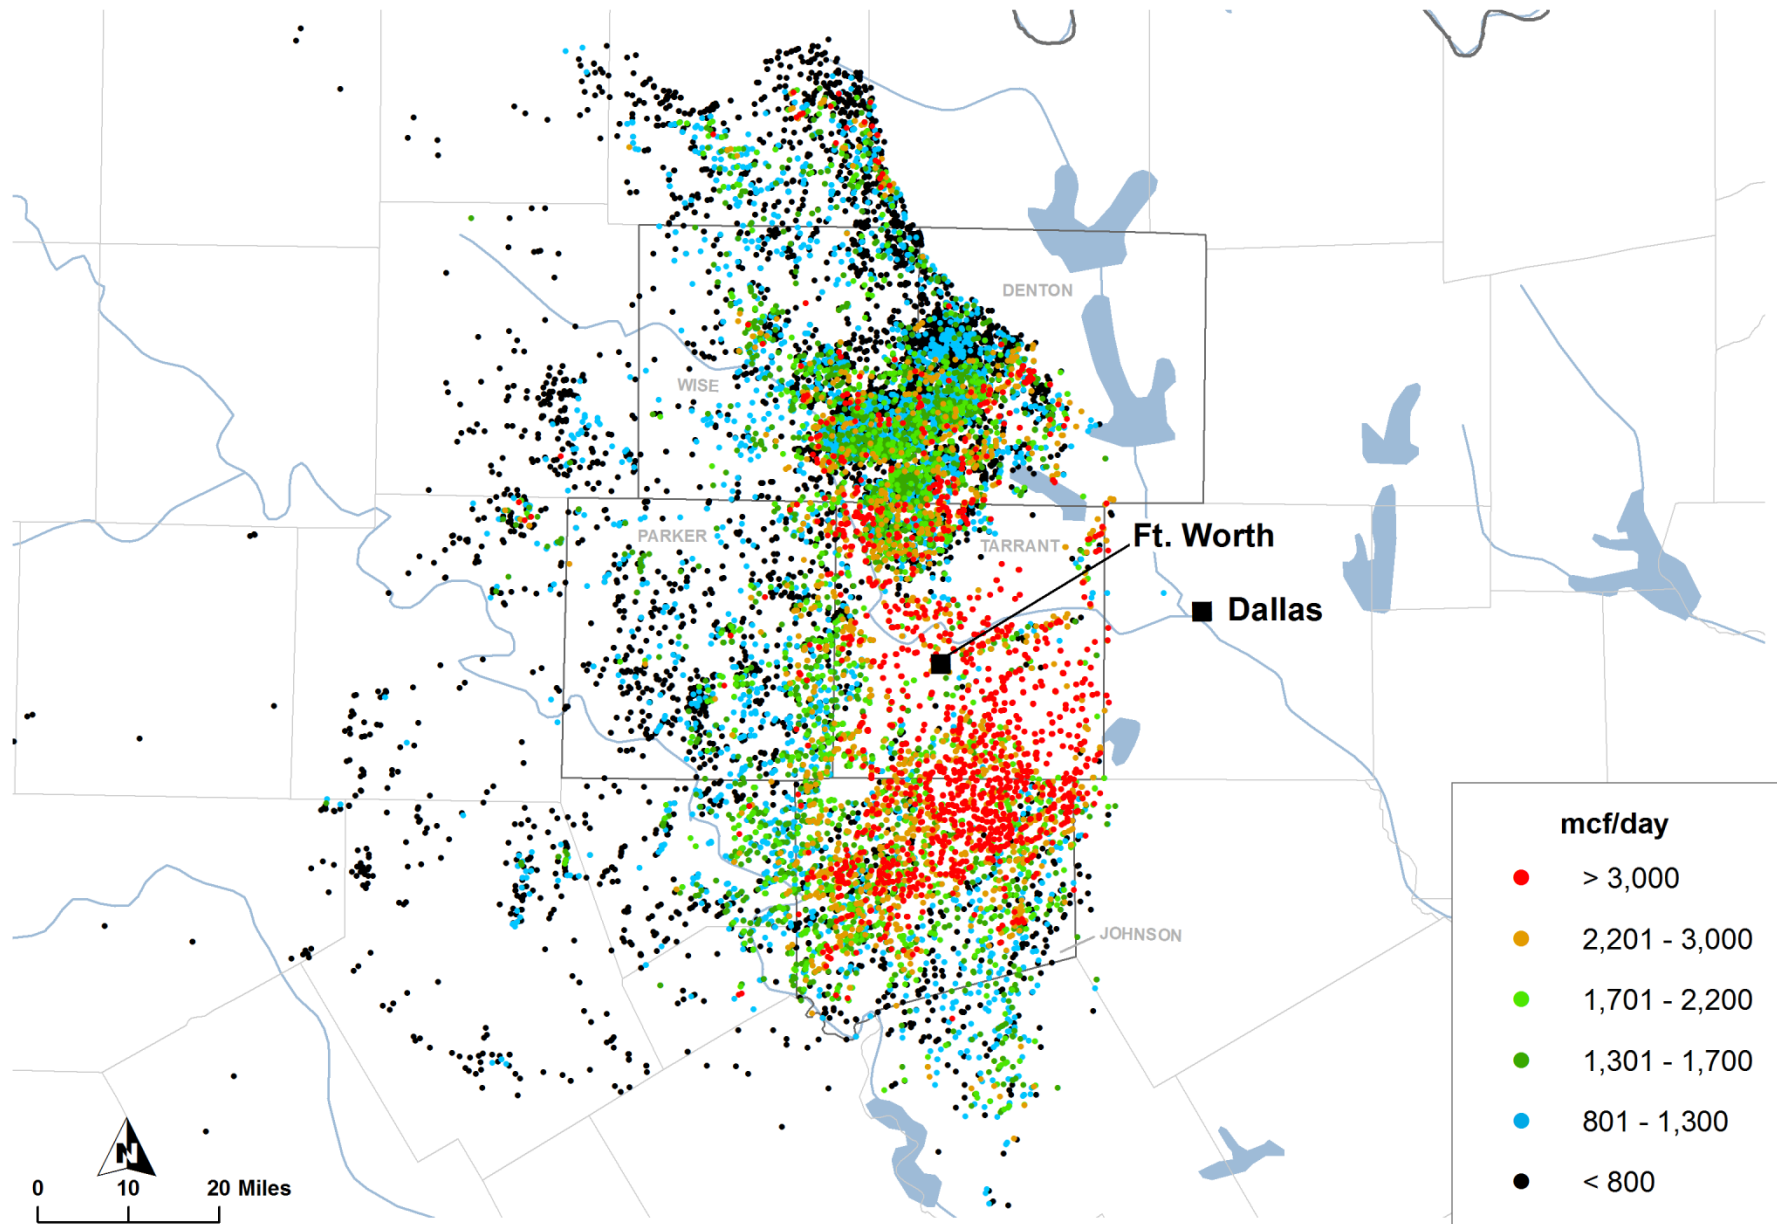 DENTON
WISE
PARKER
TARRANT
Ft. Worth
Dallas
JOHNSON
mcf/day
> 3,000
2,201 - 3,000
1,701 - 2,200
1,301 - 1,700
801 - 1,300
< 800
N
0 10 20 Miles